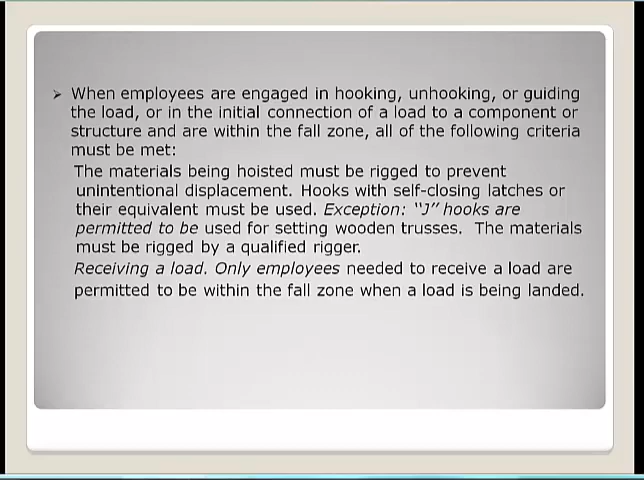 When employees are engaged in hooking, unhooking, or guiding
the load, or in the initial connection of a load to a component or
structure and are within the fall zone, all of the following criteria
must be met:
The materials being hoisted must be rigged to prevent
unintentional displacement. Hooks with self-closing latches or
their equivalent must be used. Exception: “J” hooks are
permitted to be used for setting wooden trusses. The materials
must be rigged by a qualified rigger.
Receiving a load. Only employees needed to receive a load are
permitted to be within the fall zone when a load is being landed.